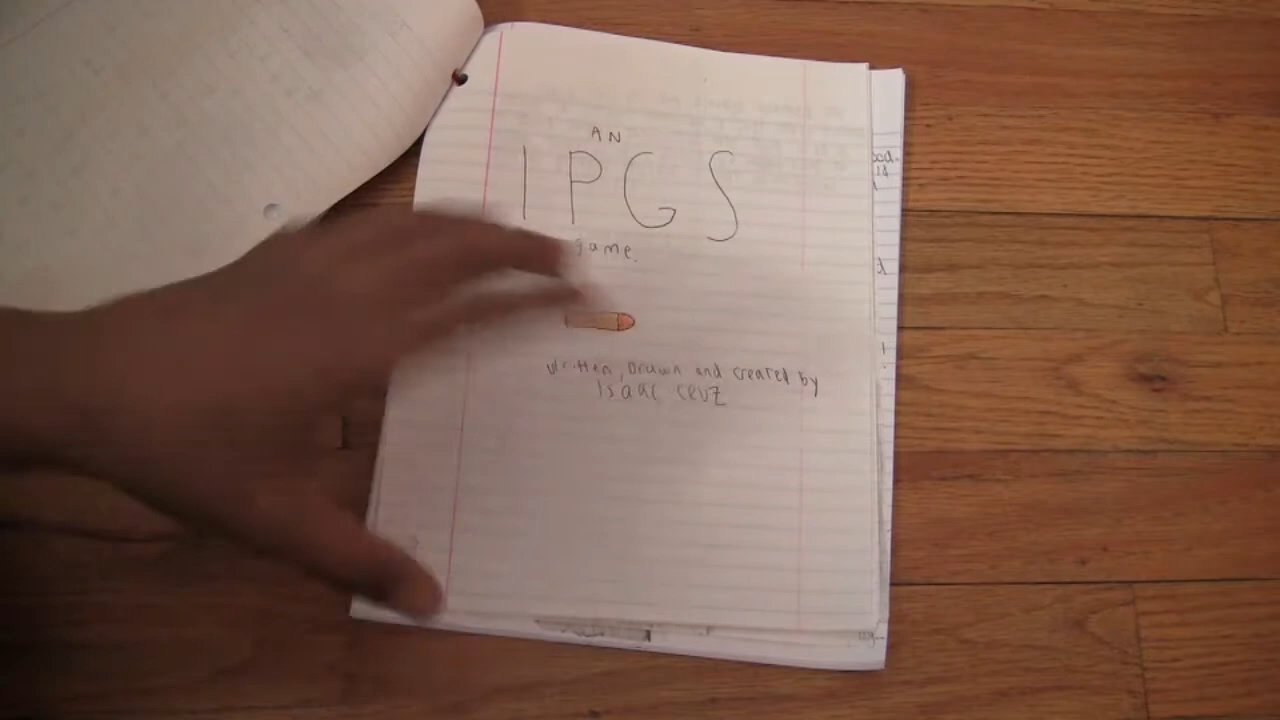 AN
IPGS
game.
written, Drawn and created by
Isaac Cruz